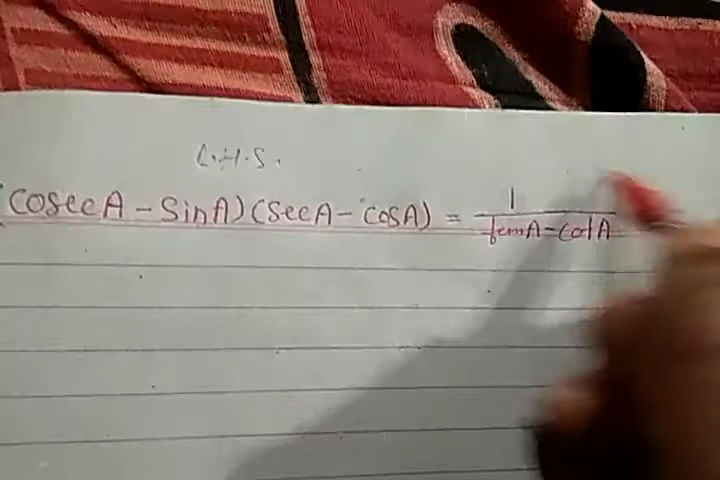 L.H.S.
(cosecA - SinA) (SecA - cosA) = 1/(tanA - cotA)